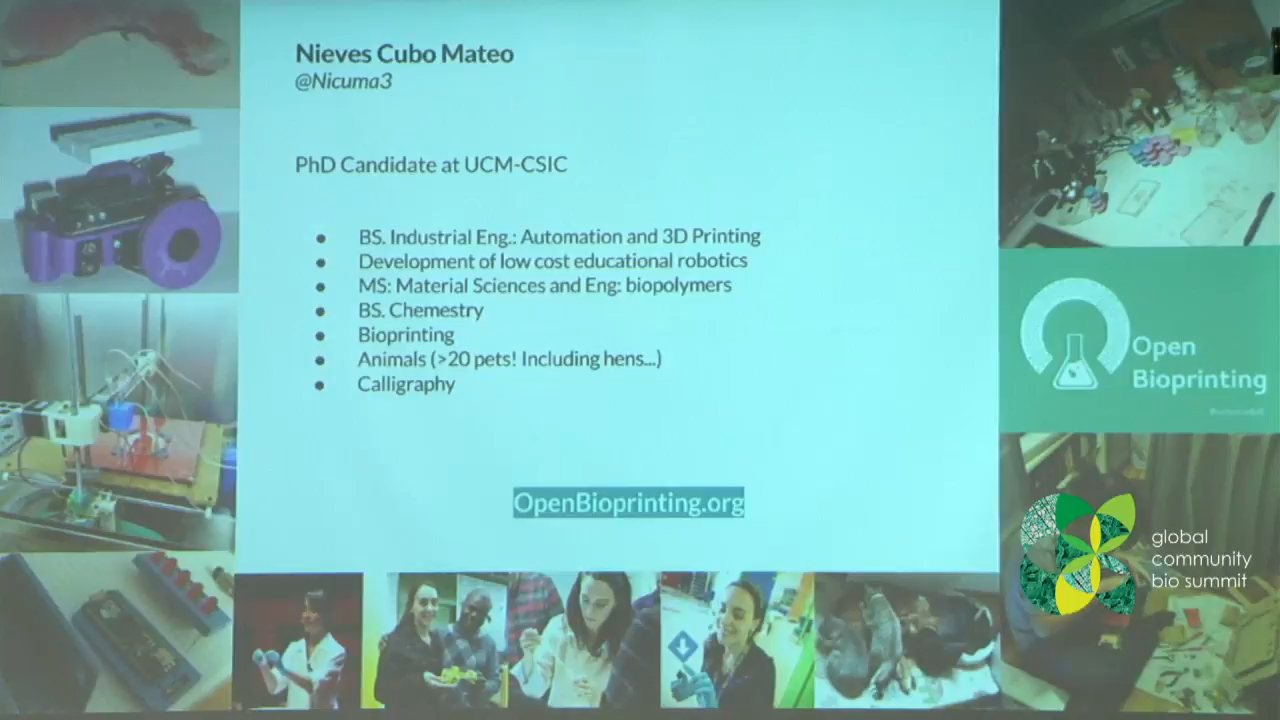 Nieves Cubo Mateo
@Nicuma3
PhD Candidate at UCM-CSIC
● BS. Industrial Eng.: Automation and 3D Printing
● Development of low cost educational robotics
● MS: Material Sciences and Eng: biopolymers
● BS. Chemestry
● Bioprinting
● Animals (>20 pets! Including hens...)
● Calligraphy
OpenBioprinting.org
Open
Bioprinting
global
community
bio summit